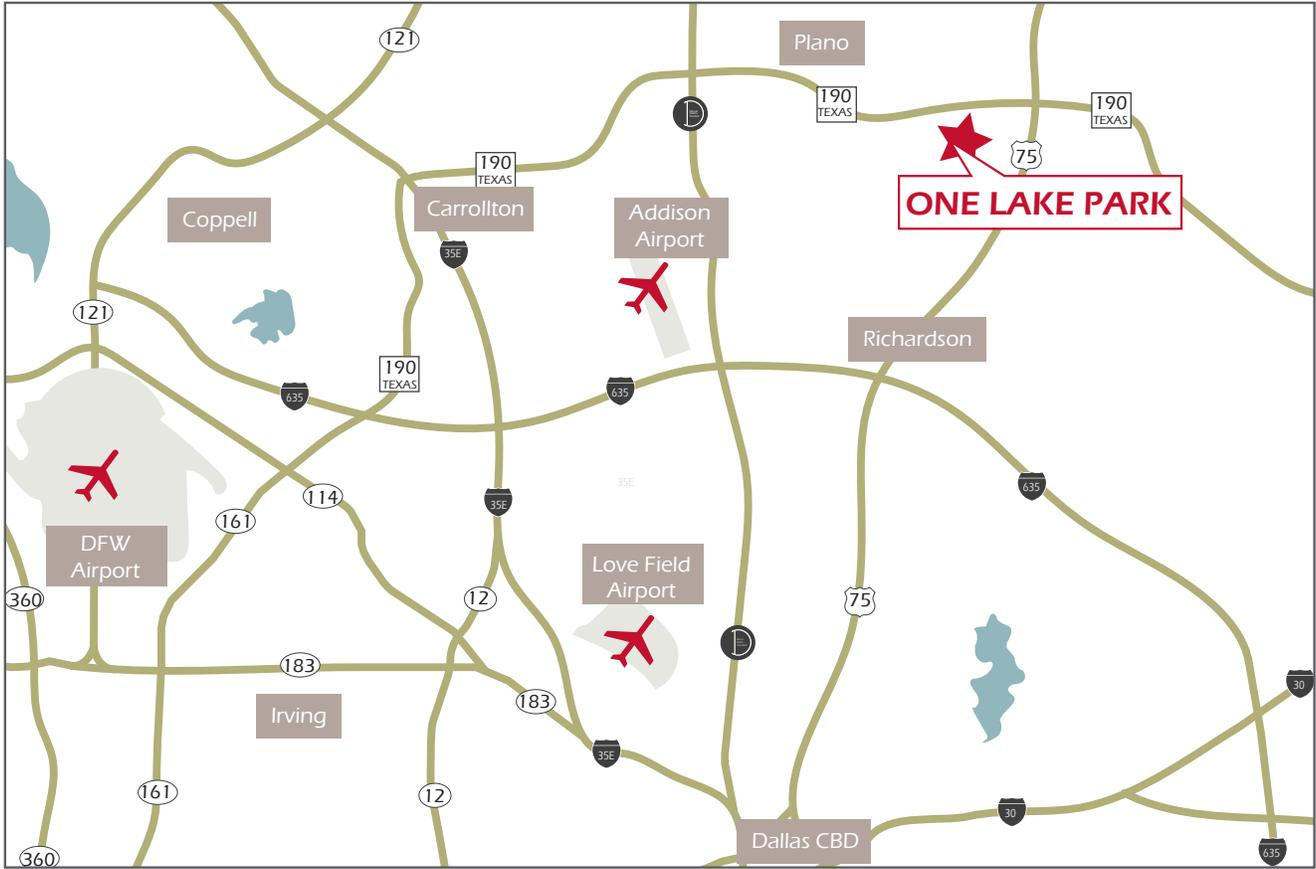 121
Plano
190
TEXAS
190
TEXAS
75
190
TEXAS
ONE LAKE PARK
Coppell
Carrollton
Addison
Airport
35E
121
Richardson
190
TEXAS
635
635
35E
635
114
35E
161
DFW
Airport
Love Field
Airport
360
12
75
183
30
183
Irving
35E
161
12
30
Dallas CBD
635
360